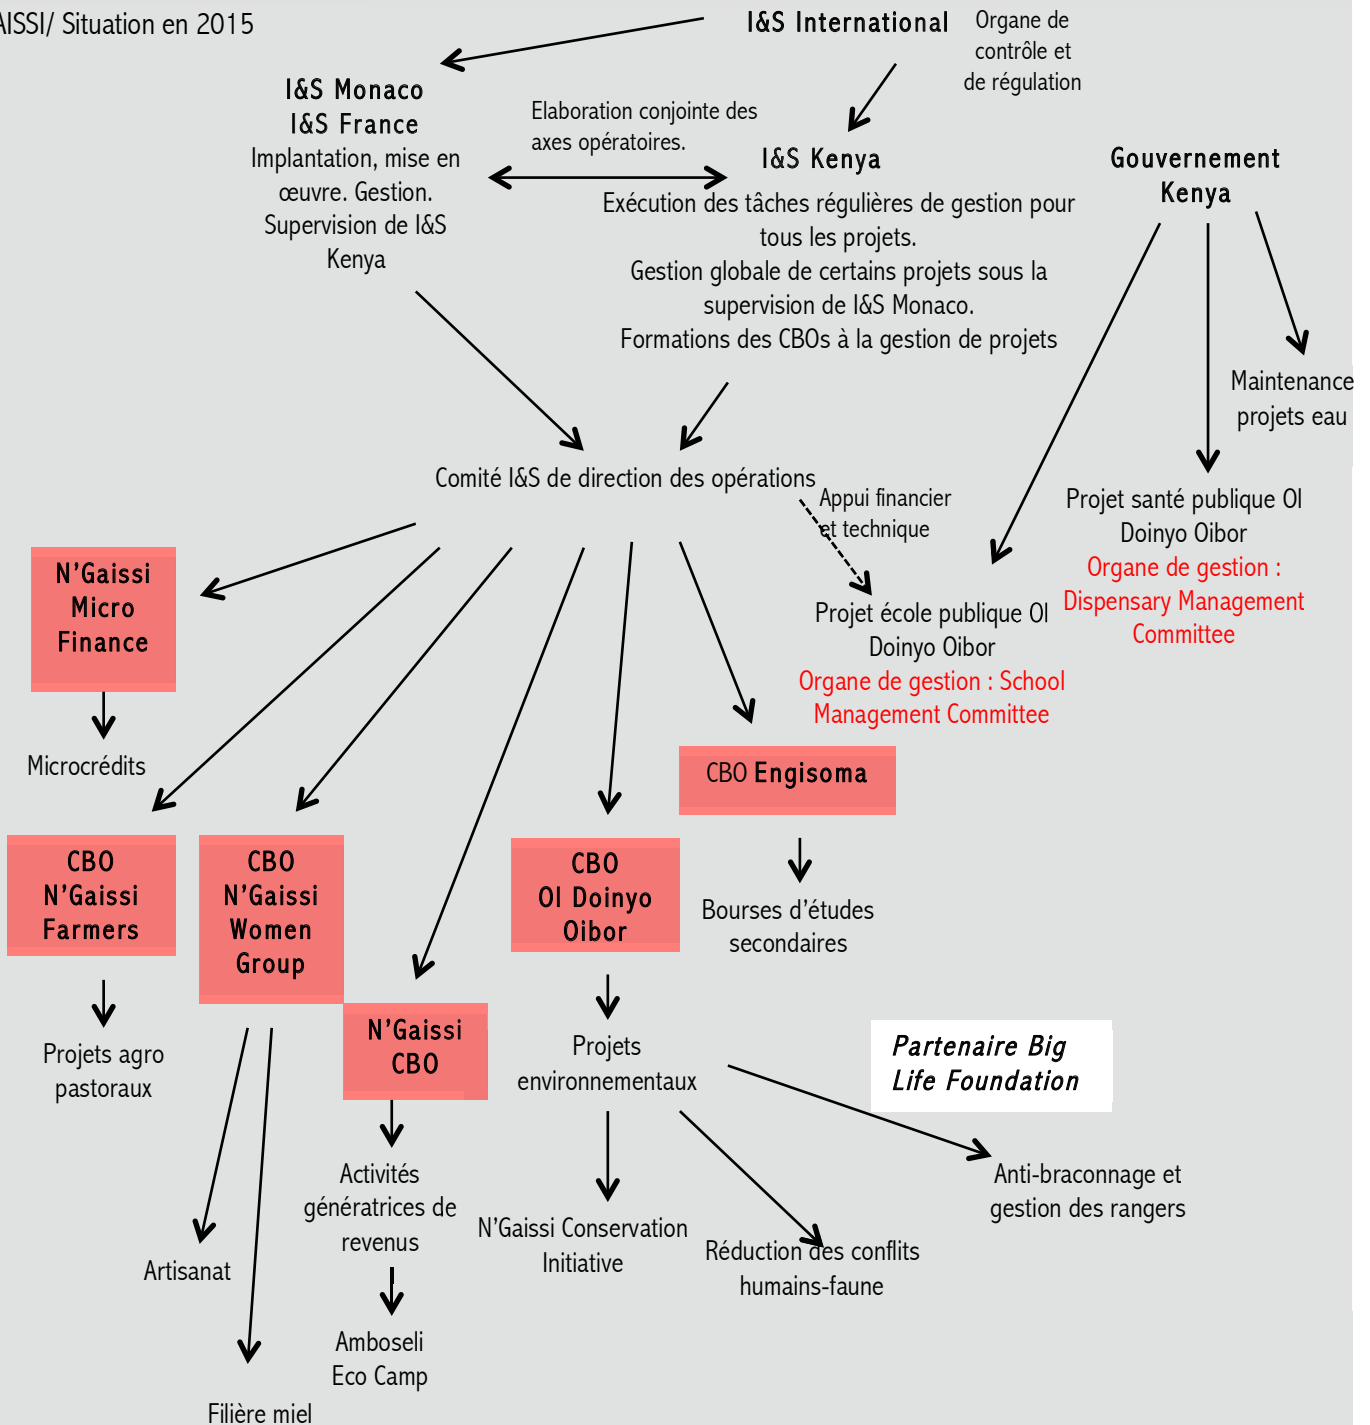 AISSI/ Situation en 2015
I&S International
Organe de
contrôle et
de régulation
I&S Monaco
I&S France
Implantation, mise en
œuvre. Gestion.
Supervision de I&S
Kenya
Elaboration conjointe des
axes opératoires.
I&S Kenya
Exécution des tâches régulières de gestion pour
tous les projets.
Gestion globale de certains projets sous la
supervision de I&S Monaco.
Formations des CBOs à la gestion de projets
Gouvernement
Kenya
Maintenance
projets eau
Comité I&S de direction des opérations
Appui financier
et technique
Projet santé publique Ol
Doinyo Oibor
Organe de gestion :
Dispensary Management
Committee
Projet école publique Ol
Doinyo Oibor
Organe de gestion : School
Management Committee
N'Gaissi
Micro
Finance
Microcrédits
CBO Engisoma
Bourses d'études
secondaires
CBO
N'Gaissi
Farmers
Projets agro
pastoraux
CBO
N'Gaissi
Women
Group
Artisanat
Filière miel
N'Gaissi
CBO
Activités
génératrices de
revenus
Amboseli
Eco Camp
CBO
Ol Doinyo
Oibor
Projets
environnementaux
N'Gaissi Conservation
Initiative
Réduction des conflits
humains-faune
Partenaire Big
Life Foundation
Anti-braconnage et
gestion des rangers